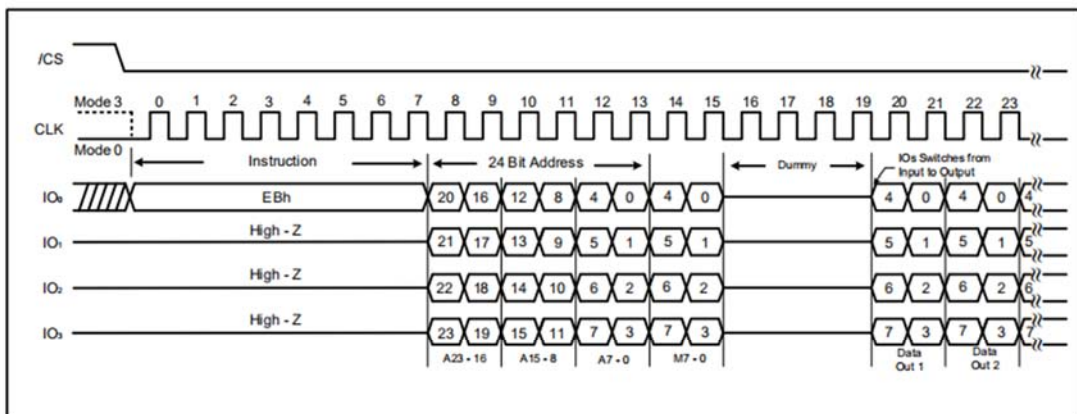 /CS
Mode 3 0 1 2 3 4 5 6 7 8 9 10 11 12 13 14 15 16 17 18 19 20 21 22 23
CLK
Mode 0
Instruction 24 Bit Address Dummy IOs Switches from
Input to Output
IO₀ EBh 20 16 12 8 4 0 4 0 4 0 4 0 4
High - Z
IO₁ 21 17 13 9 5 1 5 1 5 1 5 1 5
High - Z
IO₂ 22 18 14 10 6 2 6 2 6 2 6 2 6
High - Z
IO₃ 23 19 15 11 7 3 7 3 7 3 7 3 7
A23 - 16 A15 - 8 A7 - 0 M7 - 0 Data Data
Out 1 Out 2